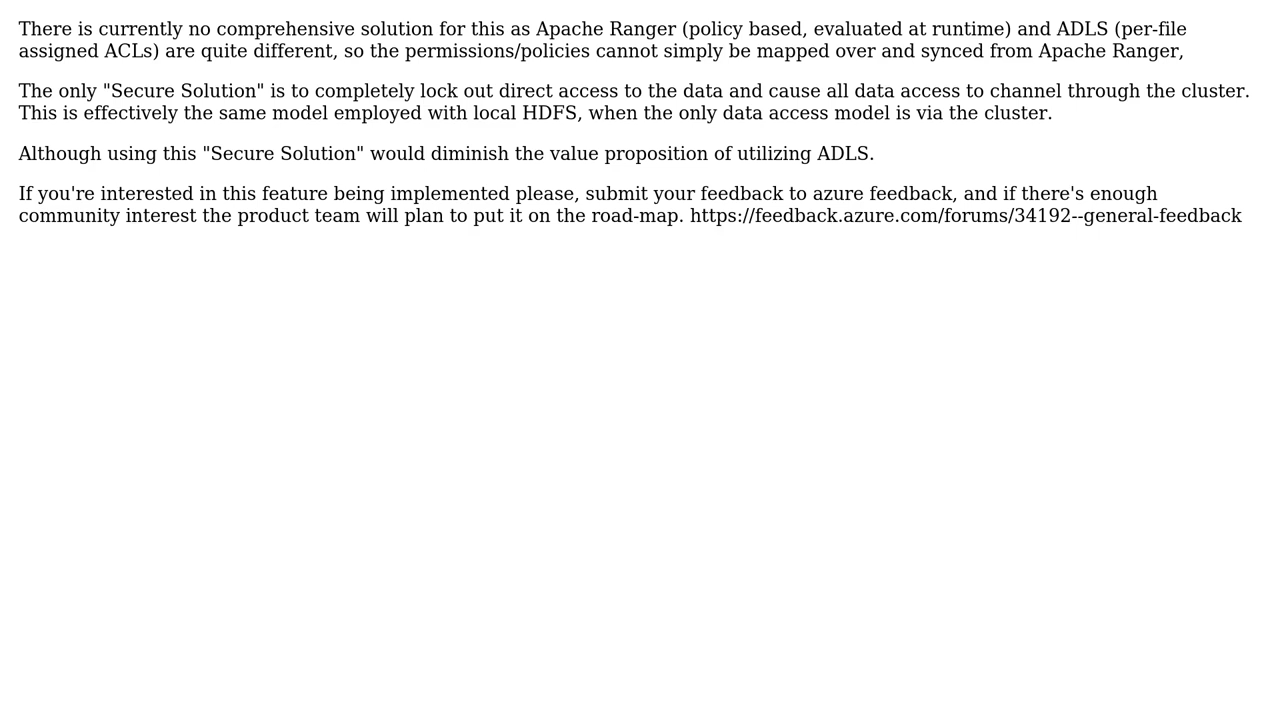 There is currently no comprehensive solution for this as Apache Ranger (policy based, evaluated at runtime) and ADLS (per-file
assigned ACLs) are quite different, so the permissions/policies cannot simply be mapped over and synced from Apache Ranger,
The only "Secure Solution" is to completely lock out direct access to the data and cause all data access to channel through the cluster.
This is effectively the same model employed with local HDFS, when the only data access model is via the cluster.
Although using this "Secure Solution" would diminish the value proposition of utilizing ADLS.
If you're interested in this feature being implemented please, submit your feedback to azure feedback, and if there's enough
community interest the product team will plan to put it on the road-map. https://feedback.azure.com/forums/34192--general-feedback